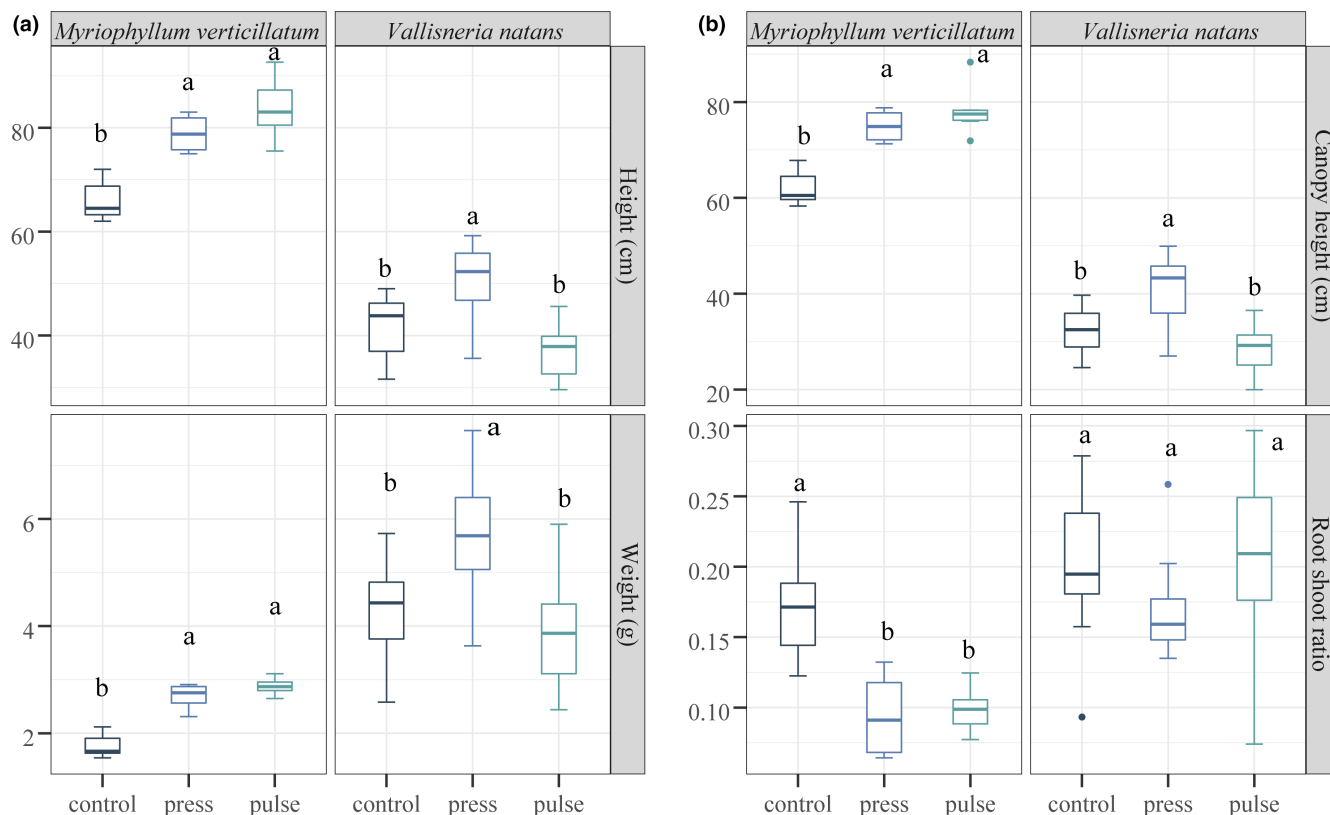 (a)
Myriophyllum verticillatum
Vallisneria natans
80
60
40
b
a
a
b
a
b
Height (cm)
6
4
2
b
a
a
b
a
b
Weight (g)
control
press
pulse
control
press
pulse
(b)
Myriophyllum verticillatum
Vallisneria natans
80
60
40
20
b
a
a
b
a
b
Canopy height (cm)
0.30
0.25
0.20
0.15
0.10
a
b
b
a
a
a
Root shoot ratio
control
press
pulse
control
press
pulse